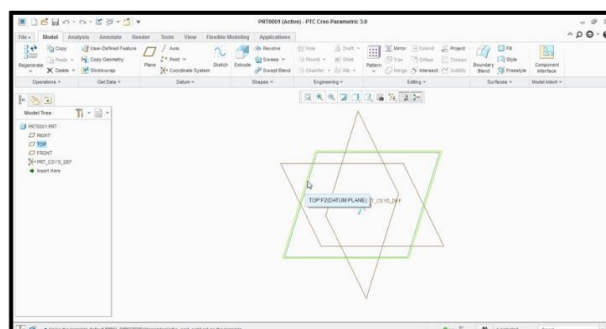 PRT0001 (Active) - PTC Creo Parametric 3.0
File Model Analysis Annotate Render Tools View Flexible Modeling Applications
Regenerate Copy Paste Delete User-Defined Feature Copy Geometry Shrinkwrap Plane Axis Point Coordinate System Sketch Extrude Revolve Sweep Swept Blend Hole Round Chamfer Draft Shell Rib Pattern Mirror Trim Merge Extend Offset Intersect Project Thicken Solidify Boundary Blend Fill Style Freestyle Component Interface
Operations Get Data Datum Shapes Engineering Editing Surfaces Model Intent
Model Tree
PRT0001.PRT
RIGHT
TOP
FRONT
PRT_CSYS_DEF
Insert Here
TOP:F2(DATUM PLANE)
T_CSYS_DEF